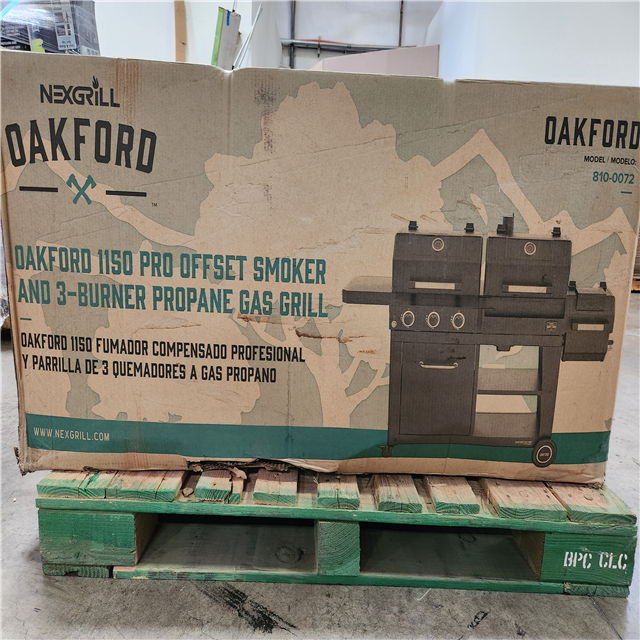 NEXGRILL
OAKFORD
™
OAKFORD
MODEL / MODELO:
810-0072
OAKFORD 1150 PRO OFFSET SMOKER
AND 3-BURNER PROPANE GAS GRILL
OAKFORD 1150 FUMADOR COMPENSADO PROFESIONAL
Y PARRILLA DE 3 QUEMADORES A GAS PROPANO
WWW.NEXGRILL.COM
BPC CLC